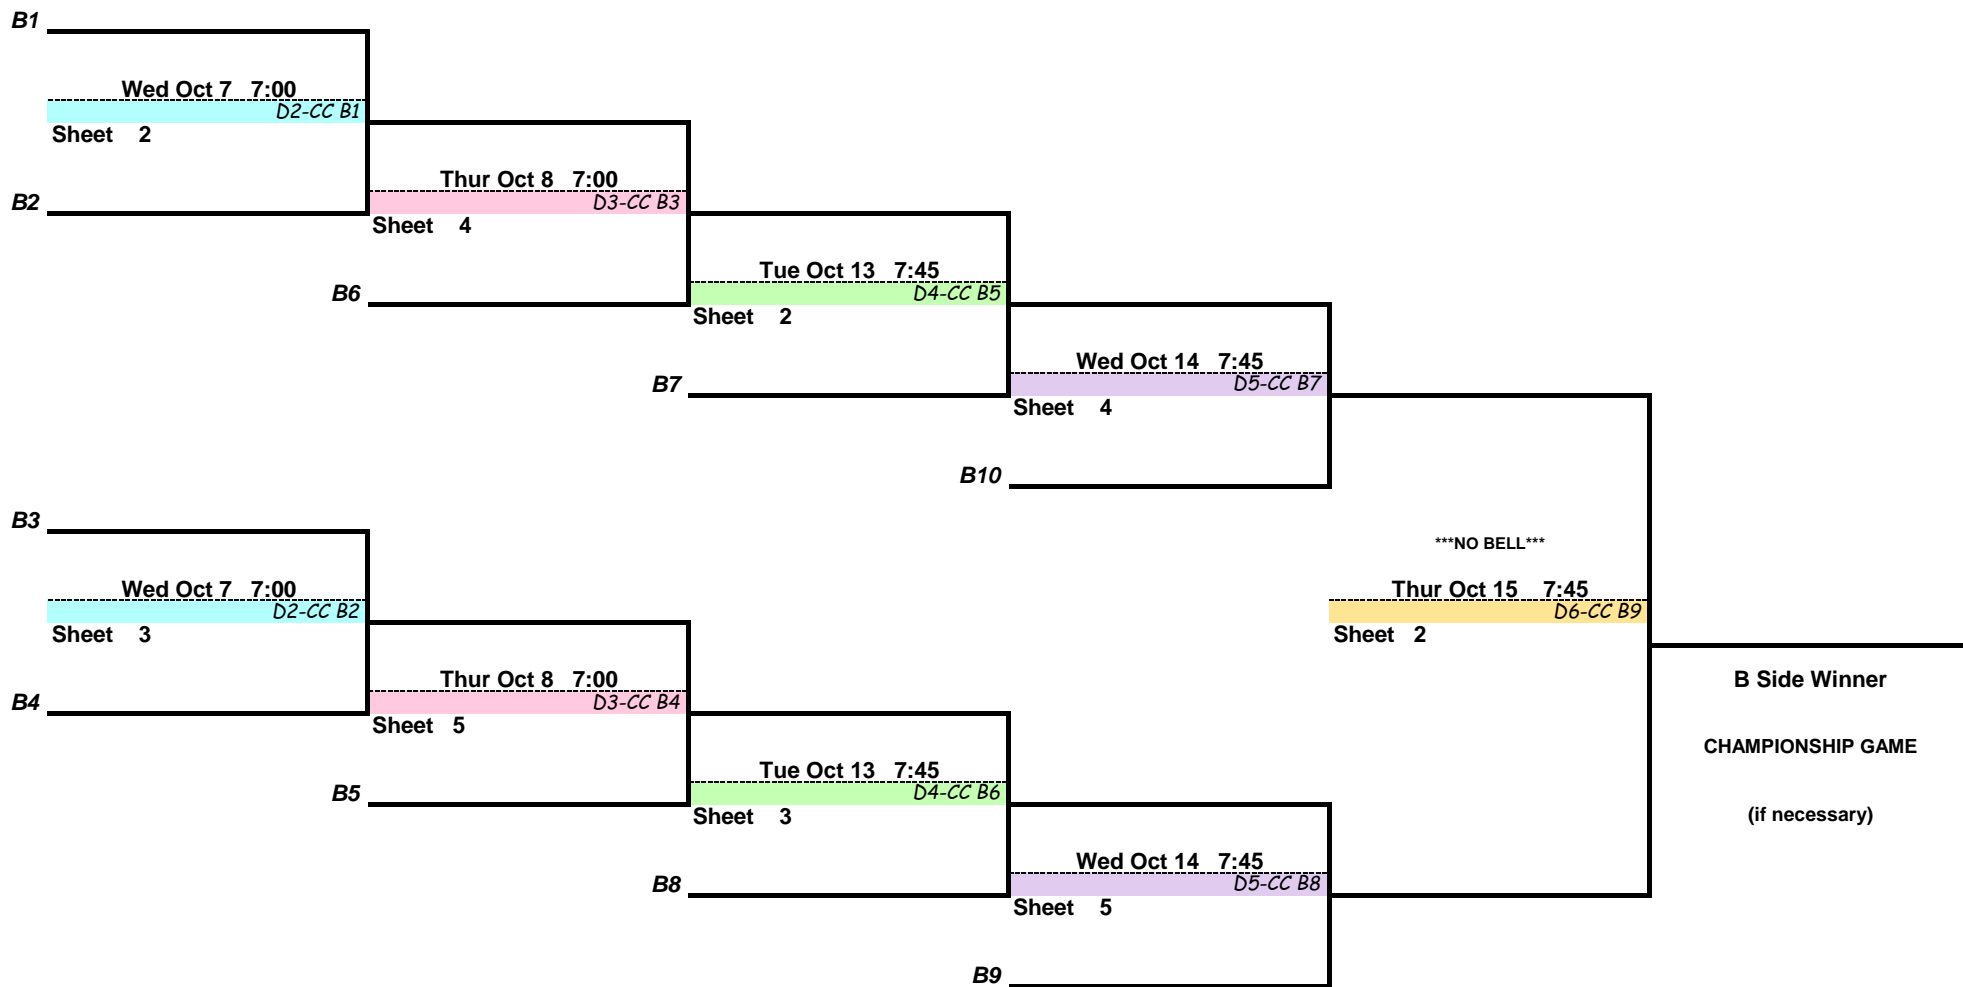 B1
Wed Oct 7 7:00
D2-CC B1
Sheet 2
Thur Oct 8 7:00
B2
D3-CC B3
Sheet 4
Tue Oct 13 7:45
B6
D4-CC B5
Sheet 2
Wed Oct 14 7:45
B7
D5-CC B7
Sheet 4
B10
B3
***NO BELL***
Wed Oct 7 7:00
Thur Oct 15 7:45
D2-CC B2
D6-CC B9
Sheet 3
Sheet 2
Thur Oct 8 7:00
B Side Winner
B4
D3-CC B4
Sheet 5
CHAMPIONSHIP GAME
Tue Oct 13 7:45
B5
D4-CC B6
Sheet 3
(if necessary)
Wed Oct 14 7:45
B8
D5-CC B8
Sheet 5
B9